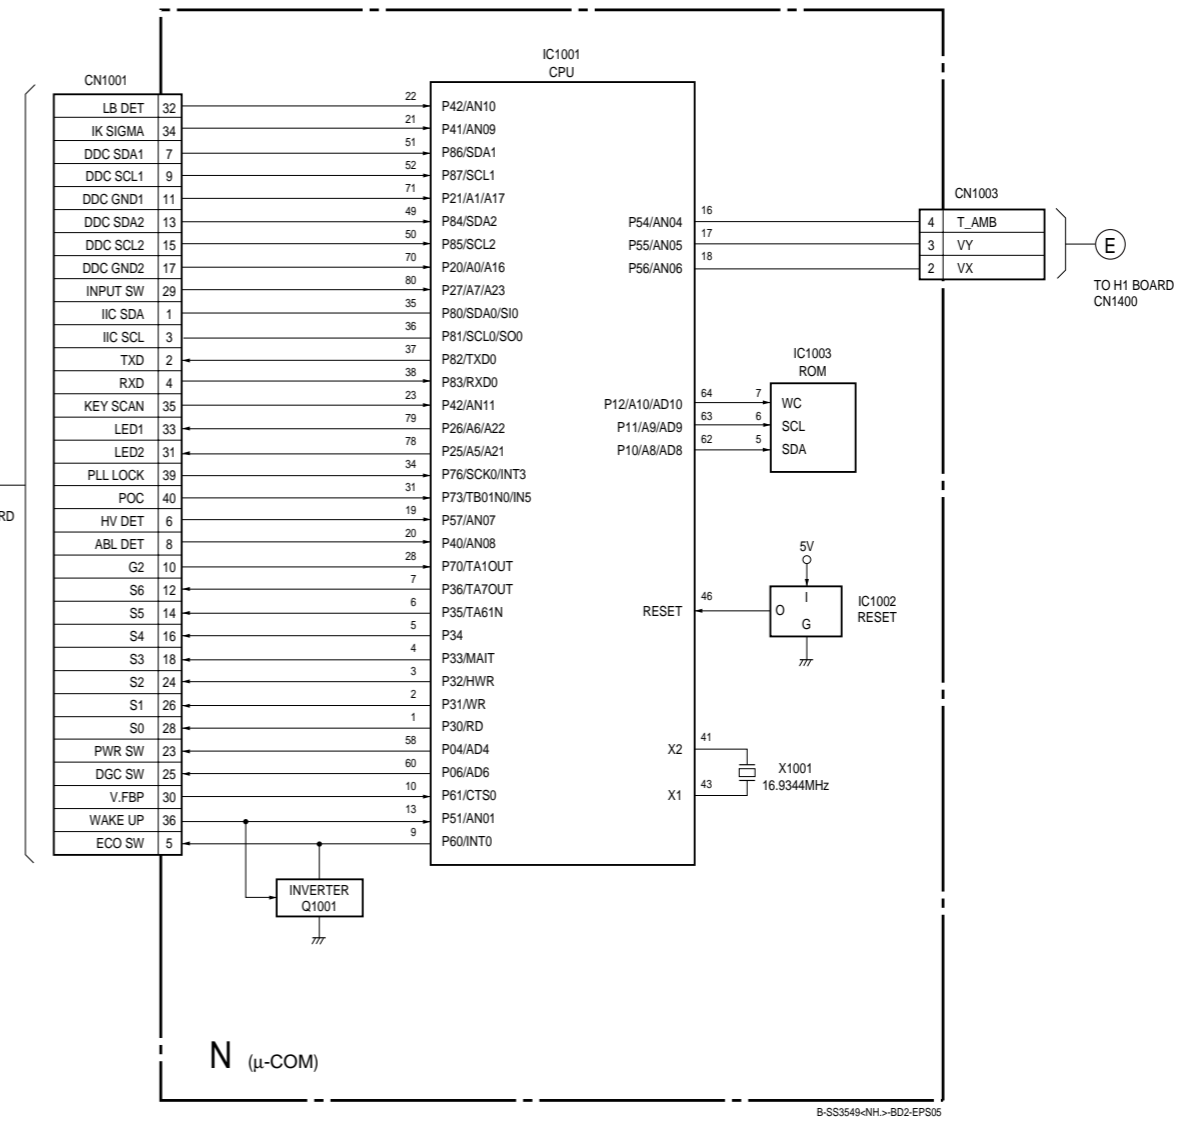 IC1001
CPU
CN1001
LB DET 32 22 P42/AN10
IK SIGMA 34 21 P41/AN09
DDC SDA1 7 51 P86/SDA1
DDC SCL1 9 52 P87/SCL1
DDC GND1 11 71 P21/A1/A17
DDC SDA2 13 49 P84/SDA2
DDC SCL2 15 50 P85/SCL2
DDC GND2 17 70 P20/A0/A16
INPUT SW 29 80 P27/A7/A23
IIC SDA 1 35 P80/SDA0/SI0
IIC SCL 3 36 P81/SCL0/SO0
TXD 2 37 P82/TXD0
RXD 4 38 P83/RXD0
KEY SCAN 35 23 P42/AN11
LED1 33 79 P26/A6/A22
LED2 31 78 P25/A5/A21
PLL LOCK 39 34 P76/SCK0/INT3
POC 40 31 P73/TB01N0/IN5
HV DET 6 19 P57/AN07
ABL DET 8 20 P40/AN08
G2 10 28 P70/TA1OUT
S6 12 7 P36/TA7OUT
S5 14 6 P35/TA61N
S4 16 5 P34
S3 18 4 P33/MAIT
S2 24 3 P32/HWR
S1 26 2 P31/WR
S0 28 1 P30/RD
PWR SW 23 58 P04/AD4
DGC SW 25 60 P06/AD6
V.FBP 30 10 P61/CTS0
WAKE UP 36 13 P51/AN01
ECO SW 5 9 P60/INT0
RD
INVERTER
Q1001
CN1003
P54/AN04 16 4 T_AMB
P55/AN05 17 3 VY
P56/AN06 18 2 VX
E
TO H1 BOARD
CN1400
IC1003
ROM
P12/A10/AD10 64 7 WC
P11/A9/AD9 63 6 SCL
P10/A8/AD8 62 5 SDA
5V
RESET 46 O I G
IC1002
RESET
X2 41
X1 43
X1001
16.9344MHz
N (μ-COM)
B-SS3549<NH.>-BD2-EPS05